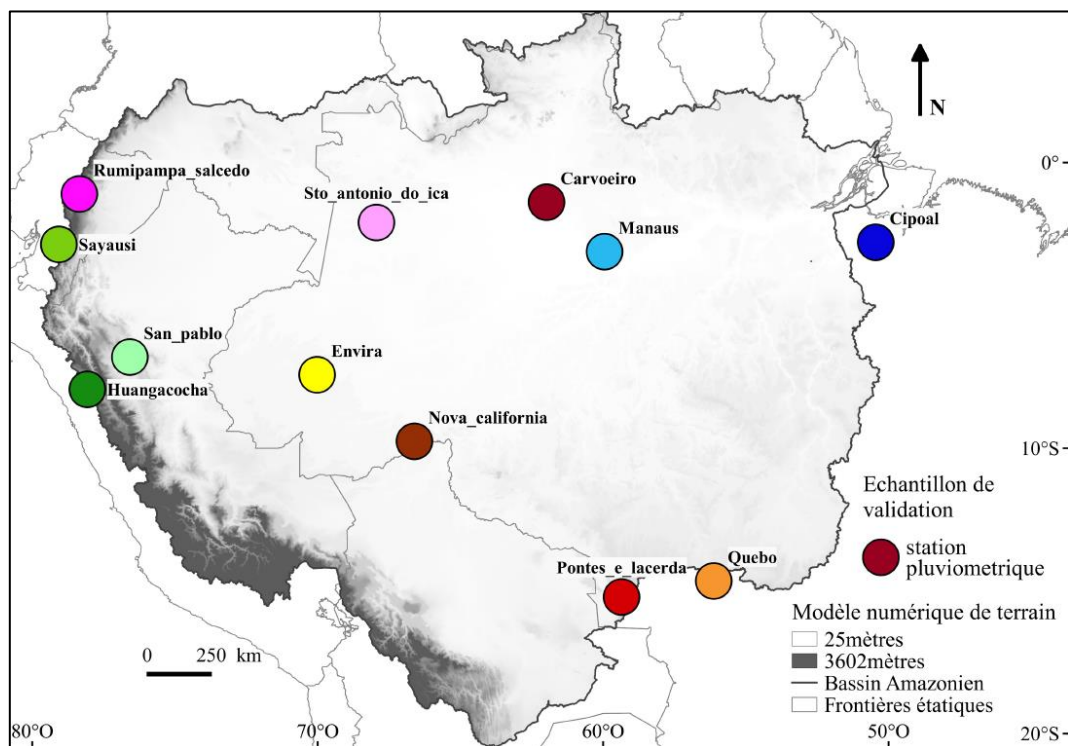 N
0°
Rumipampa_salcedo
Sto_antonio_do_ica
Carvoeiro
Manaus
Cipoal
Sayausi
San_pablo
Envira
Huangacocha
Nova_california
10°S
Echantillon de
validation
station
pluviometrique
Pontes_e_lacerda
Quebo
Modèle numérique de terrain
25mètres
3602mètres
Bassin Amazonien
Frontières étatiques
0 250 km
80°O
70°O
60°O
50°O
20°S